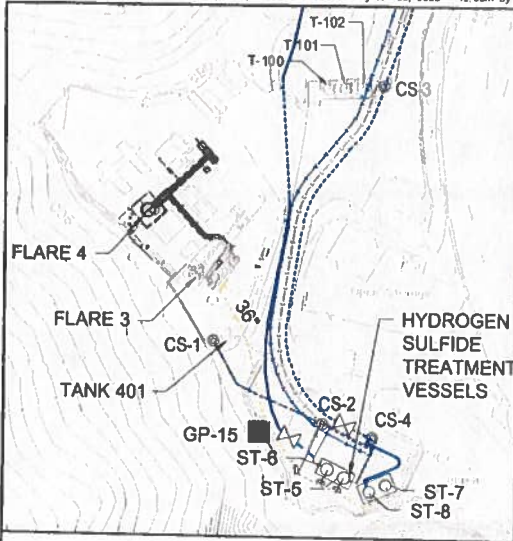 T-102
T-101
T-100
CS-3
FLARE 4
FLARE 3
36"
HYDROGEN
SULFIDE
TREATMENT
VESSELS
CS-1
TANK 401
CS-2
CS-4
GP-15
ST-6
ST-5
ST-7
ST-8